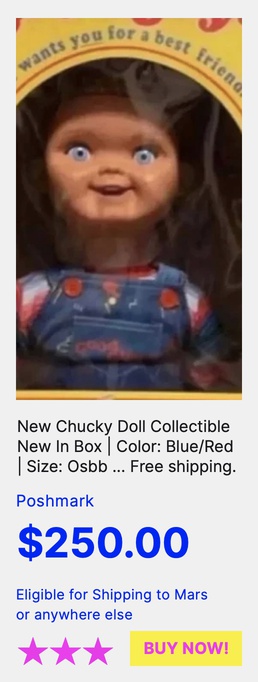 wants you for a best friend
Good
New Chucky Doll Collectible
New In Box | Color: Blue/Red
| Size: Osbb ... Free shipping.
Poshmark
$250.00
Eligible for Shipping to Mars
or anywhere else
BUY NOW!